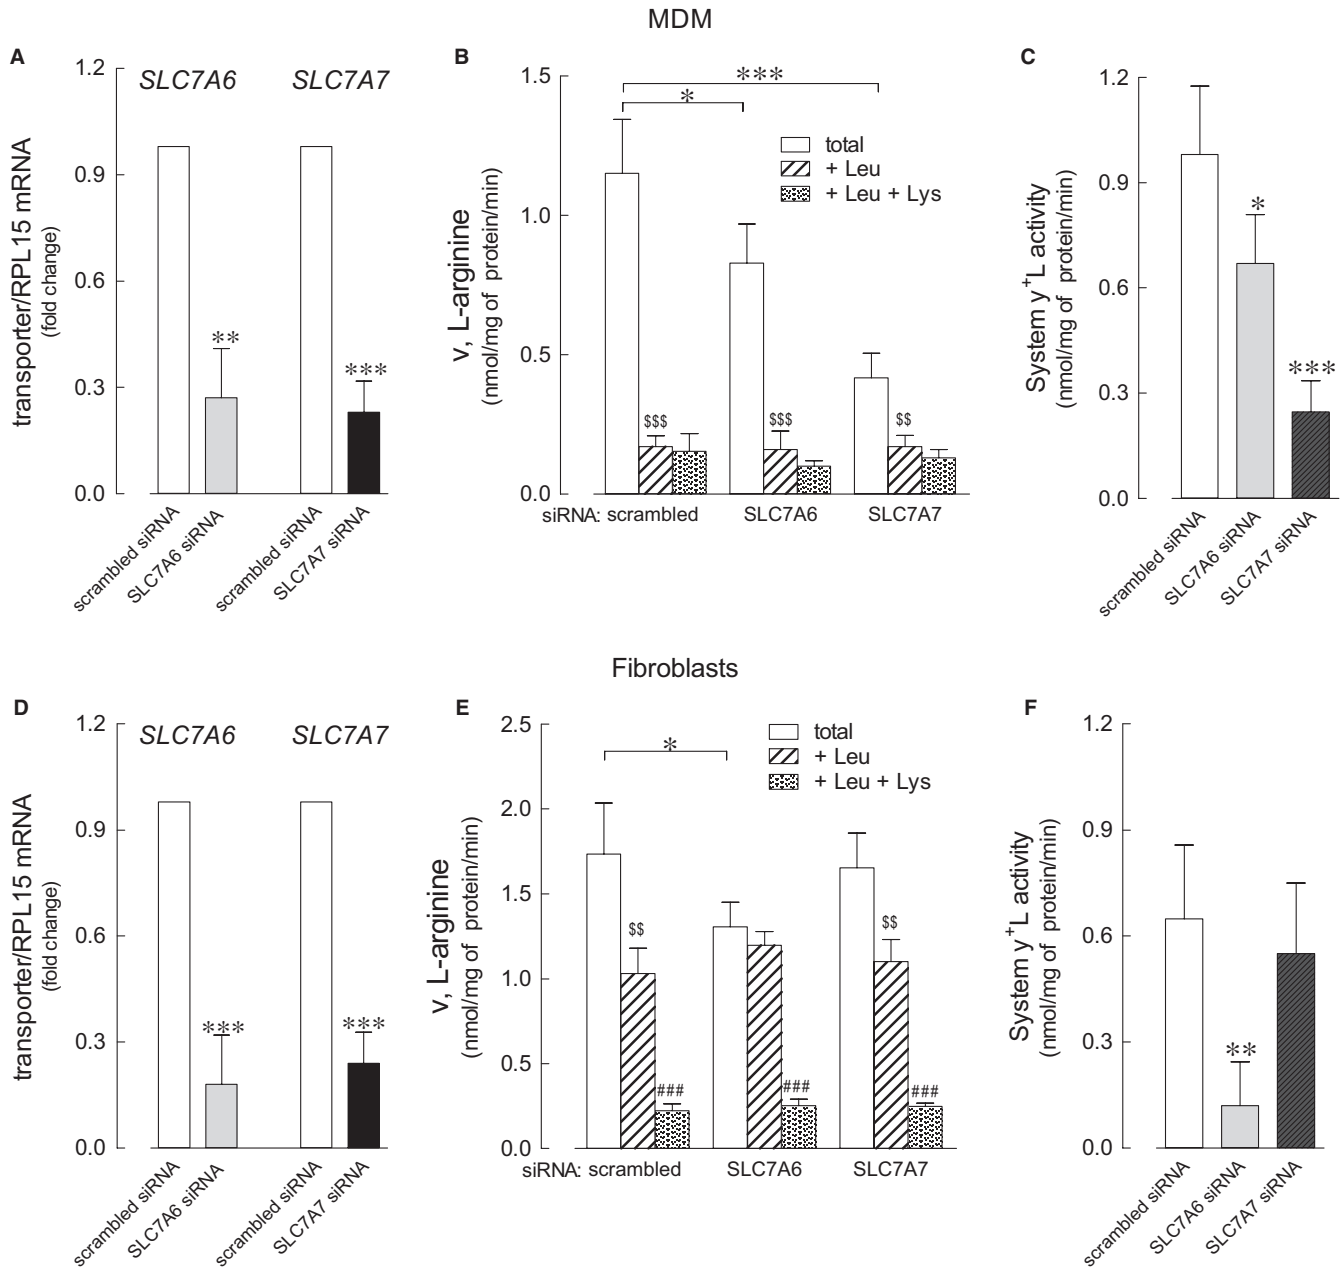 MDM
A
SLC7A6 SLC7A7
transporter/RPL15 mRNA
(fold change)
1.2
0.9
0.6
0.3
0.0
**
***
scrambled siRNA
SLC7A6 siRNA
scrambled siRNA
SLC7A7 siRNA
B
v, L-arginine
(nmol/mg of protein/min)
1.5
1.0
0.5
0.0
***
*
total
+ Leu
+ Leu + Lys
$$$ $$$ $$
siRNA: scrambled SLC7A6 SLC7A7
C
System y+L activity
(nmol/mg of protein/min)
1.2
0.9
0.6
0.3
0.0
*
***
scrambled siRNA
SLC7A6 siRNA
SLC7A7 siRNA
Fibroblasts
D
SLC7A6 SLC7A7
transporter/RPL15 mRNA
(fold change)
1.2
0.9
0.6
0.3
0.0
*** ***
scrambled siRNA
SLC7A6 siRNA
scrambled siRNA
SLC7A7 siRNA
E
v, L-arginine
(nmol/mg of protein/min)
2.5
2.0
1.5
1.0
0.5
0.0
*
total
+ Leu
+ Leu + Lys
$$ $$
### ### ###
siRNA: scrambled SLC7A6 SLC7A7
F
System y+L activity
(nmol/mg of protein/min)
1.2
0.9
0.6
0.3
0.0
**
scrambled siRNA
SLC7A6 siRNA
SLC7A7 siRNA